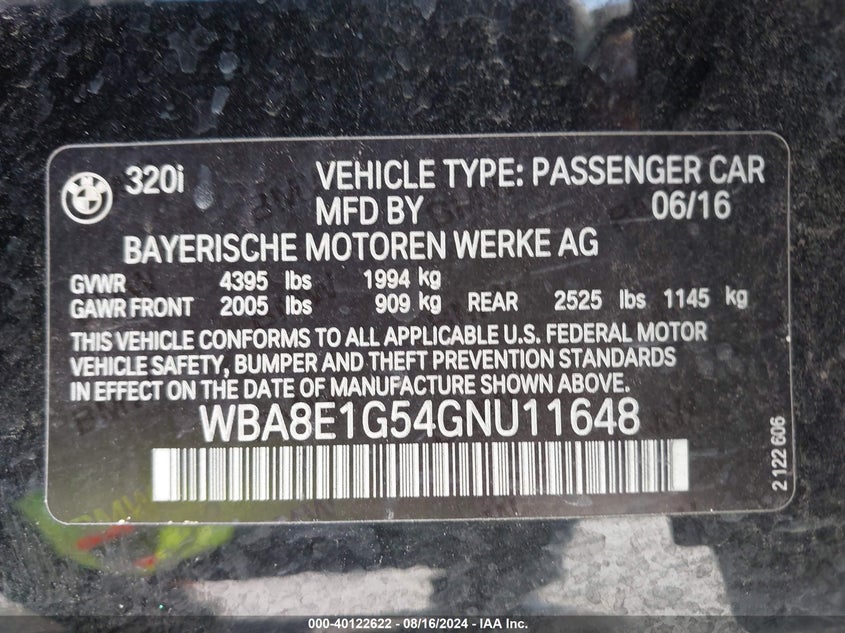 320i VEHICLE TYPE: PASSENGER CAR
MFD BY 06/16
BAYERISCHE MOTOREN WERKE AG
GVWR 4395 lbs 1994 kg
GAWR FRONT 2005 lbs 909 kg REAR 2525 lbs 1145 kg
THIS VEHICLE CONFORMS TO ALL APPLICABLE U.S. FEDERAL MOTOR
VEHICLE SAFETY, BUMPER AND THEFT PREVENTION STANDARDS
IN EFFECT ON THE DATE OF MANUFACTURE SHOWN ABOVE.
WBA8E1G54GNU11648
2 122 606
000-40122622 - 08/16/2024 - IAA Inc.